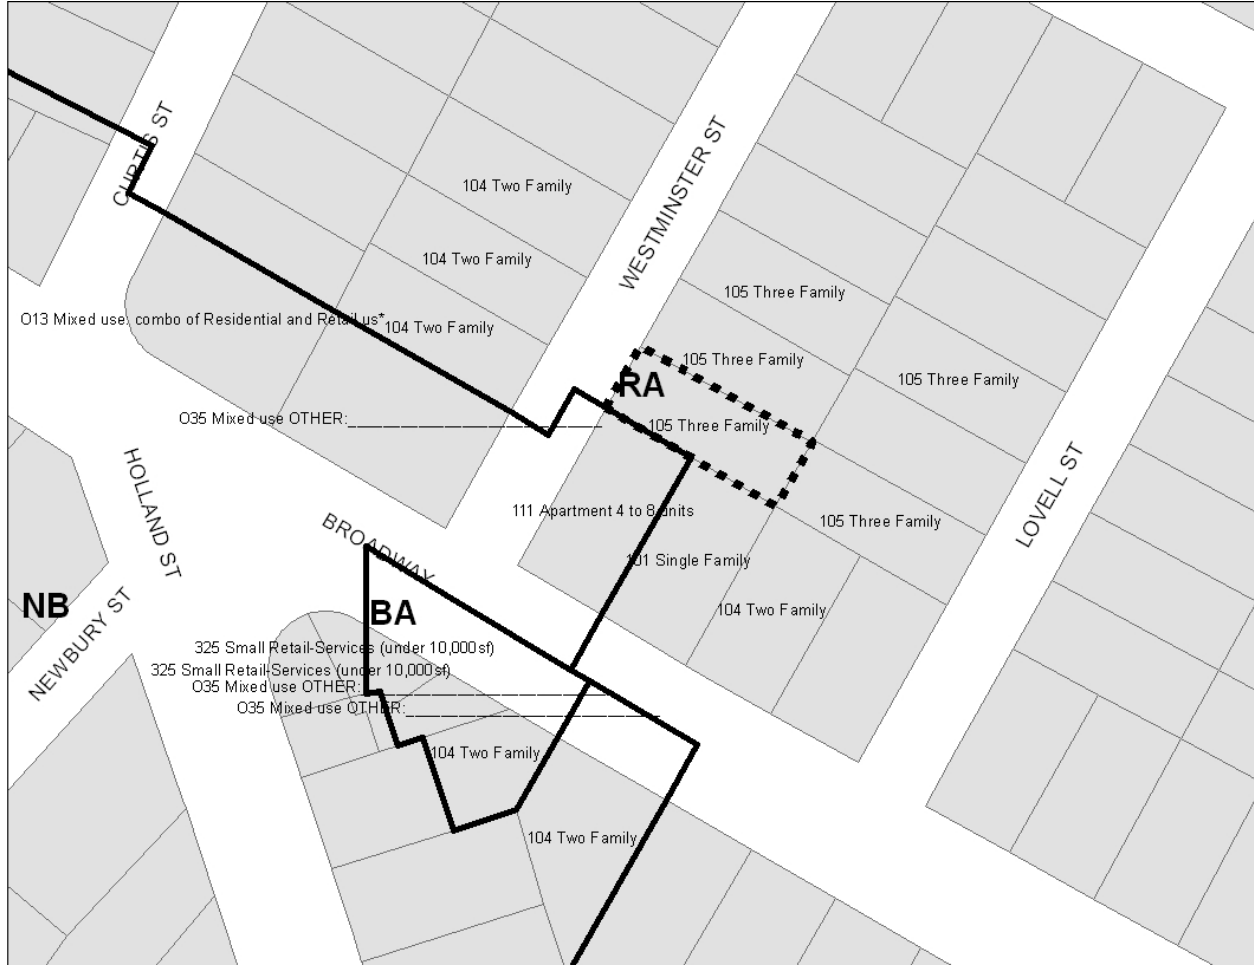 CURTIS ST
WESTMINSTER ST
104 Two Family
104 Two Family
105 Three Family
O13 Mixed use: combo of Residential and Retail us*
104 Two Family
105 Three Family
RA
105 Three Family
O35 Mixed use OTHER:____________________________
105 Three Family
HOLLAND ST
LOVELL ST
111 Apartment 4 to 8 units
105 Three Family
BROADWAY
101 Single Family
NB
BA
104 Two Family
NEWBURY ST
325 Small Retail-Services (under 10,000sf)
325 Small Retail-Services (under 10,000sf)
O35 Mixed use OTHER:____________________________
O35 Mixed use OTHER:____________________________
104 Two Family
104 Two Family